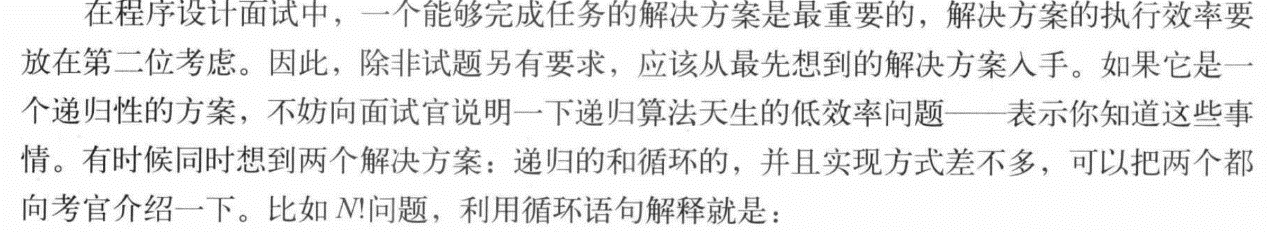 在程序设计面试中，一个能够完成任务的解决方案是最重要的，解决方案的执行效率要
放在第二位考虑。因此，除非试题另有要求，应该从最先想到的解决方案入手。如果它是一
个递归性的方案，不妨向面试官说明一下递归算法天生的低效率问题——表示你知道这些事
情。有时候同时想到两个解决方案：递归的和循环的，并且实现方式差不多，可以把两个都
向考官介绍一下。比如 N!问题，利用循环语句解释就是：